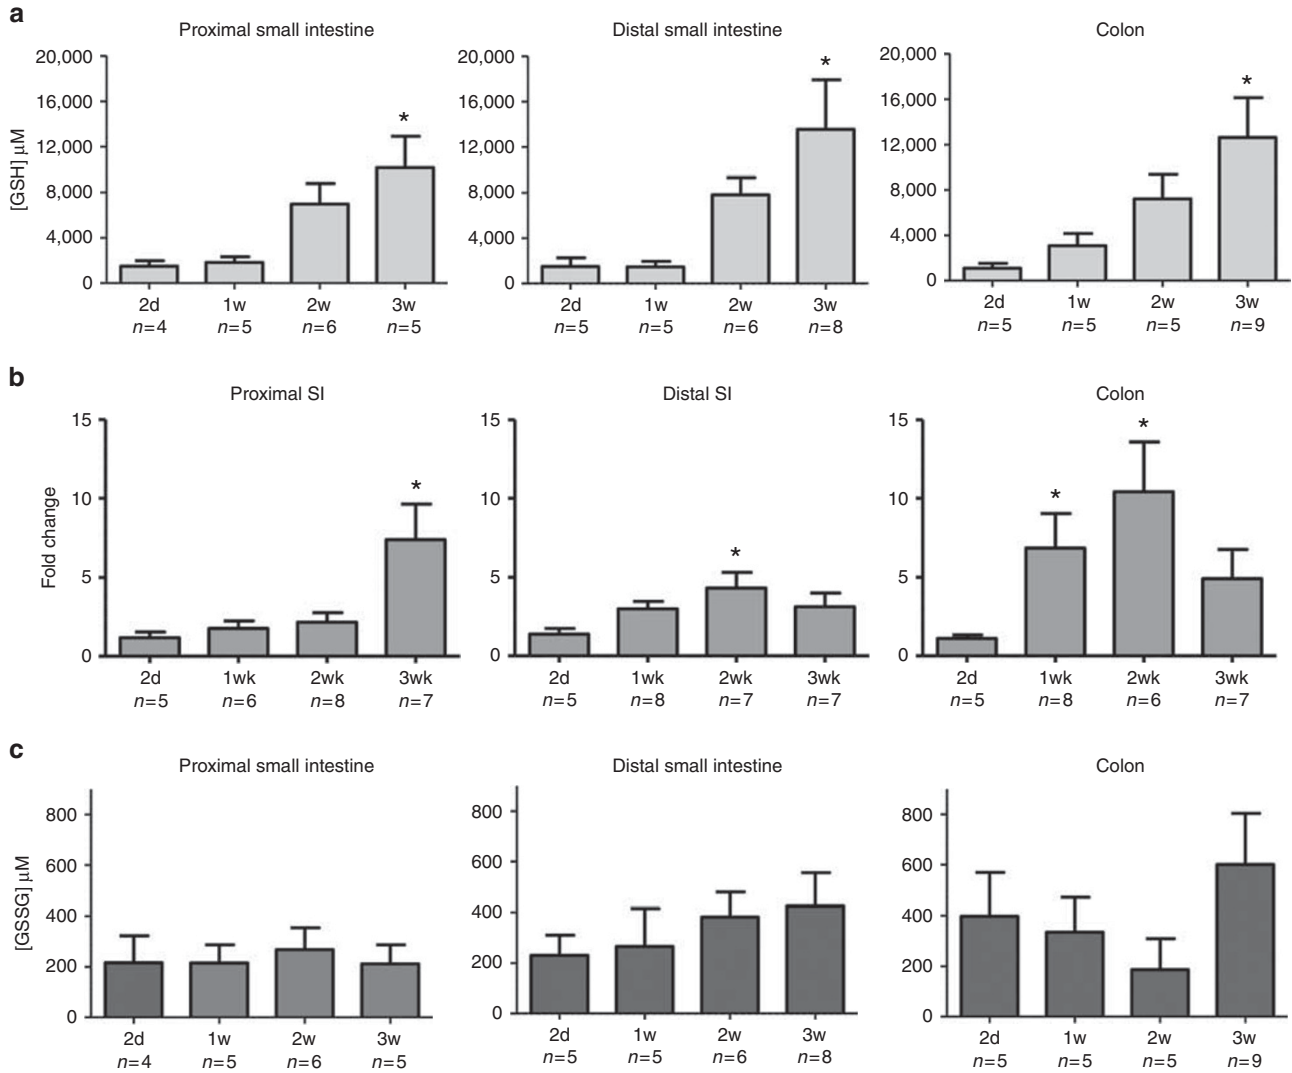 a
Proximal small intestine
Distal small intestine
Colon
[GSH] μM
20,000
16,000
12,000
8,000
4,000
0
20,000
16,000
12,000
8,000
4,000
0
20,000
16,000
12,000
8,000
4,000
0
*
*
*
2d 1w 2w 3w
n=4 n=5 n=6 n=5
2d 1w 2w 3w
n=5 n=5 n=6 n=8
2d 1w 2w 3w
n=5 n=5 n=5 n=9
b
Proximal SI
Distal SI
Colon
Fold change
15
10
5
0
15
10
5
0
15
10
5
0
*
*
* *
2d 1wk 2wk 3wk
n=5 n=6 n=8 n=7
2d 1wk 2wk 3wk
n=5 n=8 n=7 n=7
2d 1wk 2wk 3wk
n=5 n=8 n=6 n=7
c
Proximal small intestine
Distal small intestine
Colon
[GSSG] μM
800
600
400
200
0
800
600
400
200
0
800
600
400
200
0
2d 1w 2w 3w
n=4 n=5 n=6 n=5
2d 1w 2w 3w
n=5 n=5 n=6 n=8
2d 1w 2w 3w
n=5 n=5 n=5 n=9